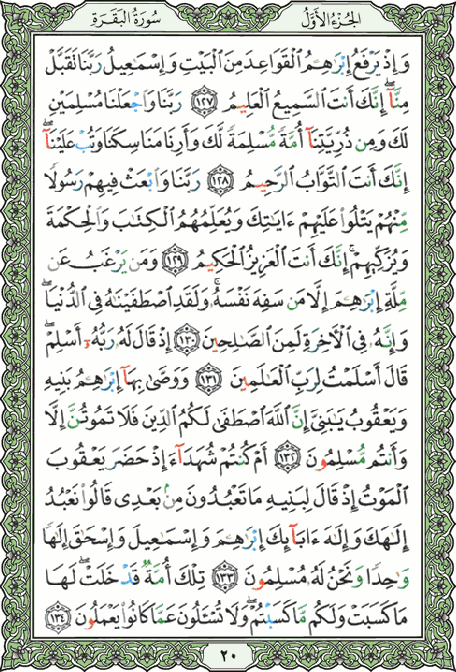 الجزء الأول
سورة البقرة
وَإِذْ يَرْفَعُ إِبْرَٰهِـۧمُ ٱلْقَوَاعِدَ مِنَ ٱلْبَيْتِ وَإِسْمَٰعِيلُ رَبَّنَا تَقَبَّلْ
مِنَّآ ۖ إِنَّكَ أَنتَ ٱلسَّمِيعُ ٱلْعَلِيمُ ١٢٧ رَبَّنَا وَٱجْعَلْنَا مُسْلِمَيْنِ
لَكَ وَمِن ذُرِّيَّتِنَآ أُمَّةً مُّسْلِمَةً لَّكَ وَأَرِنَا مَنَاسِكَنَا وَتُبْ عَلَيْنَآ ۖ
إِنَّكَ أَنتَ ٱلتَّوَّابُ ٱلرَّحِيمُ ١٢٨ رَبَّنَا وَٱبْعَثْ فِيهِمْ رَسُولًا
مِّنْهُمْ يَتْلُوا۟ عَلَيْهِمْ ءَايَٰتِكَ وَيُعَلِّمُهُمُ ٱلْكِتَٰبَ وَٱلْحِكْمَةَ
وَيُزَكِّيهِمْ ۚ إِنَّكَ أَنتَ ٱلْعَزِيزُ ٱلْحَكِيمُ ١٢٩ وَمَن يَرْغَبُ عَن
مِّلَّةِ إِبْرَٰهِـۧمَ إِلَّا مَن سَفِهَ نَفْسَهُۥ ۚ وَلَقَدِ ٱصْطَفَيْنَٰهُ فِى ٱلدُّنْيَا ۖ
وَإِنَّهُۥ فِى ٱلْأَخِرَةِ لَمِنَ ٱلصَّٰلِحِينَ ١٣٠ إِذْ قَالَ لَهُۥ رَبُّهُۥٓ أَسْلِمْ ۖ
قَالَ أَسْلَمْتُ لِرَبِّ ٱلْعَٰلَمِينَ ١٣١ وَوَصَّىٰ بِهَآ إِبْرَٰهِـۧمُ بَنِيهِ
وَيَعْقُوبُ يَٰبَنِىَّ إِنَّ ٱللَّهَ ٱصْطَفَىٰ لَكُمُ ٱلدِّينَ فَلَا تَمُوتُنَّ إِلَّا
وَأَنتُم مُّسْلِمُونَ ١٣٢ أَمْ كُنتُمْ شُهَدَآءَ إِذْ حَضَرَ يَعْقُوبَ
ٱلْمَوْتُ إِذْ قَالَ لِبَنِيهِ مَا تَعْبُدُونَ مِنۢ بَعْدِى قَالُوا۟ نَعْبُدُ
إِلَٰهَكَ وَإِلَٰهَ ءَابَآئِكَ إِبْرَٰهِـۧمَ وَإِسْمَٰعِيلَ وَإِسْحَٰقَ إِلَٰهًا
وَٰحِدًا وَنَحْنُ لَهُۥ مُسْلِمُونَ ١٣٣ تِلْكَ أُمَّةٌ قَدْ خَلَتْ ۖ لَهَا
مَا كَسَبَتْ وَلَكُم مَّا كَسَبْتُمْ ۖ وَلَا تُسْـَٔلُونَ عَمَّا كَانُوا۟ يَعْمَلُونَ ١٣٤
٢٠